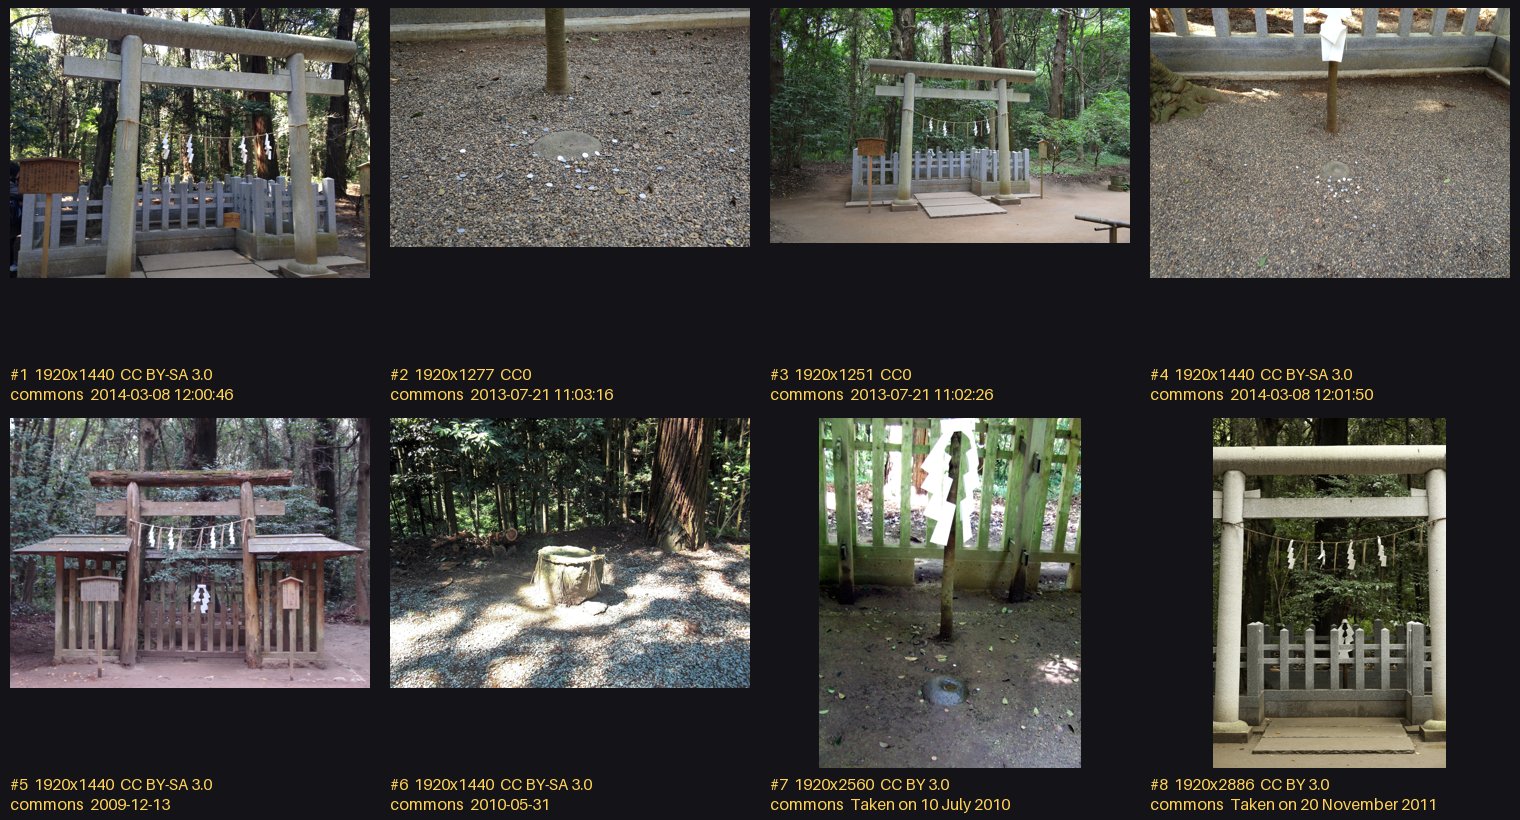 #1 1920x1440 CC BY-SA 3.0
commons 2014-03-08 12:00:46
#2 1920x1277 CC0
commons 2013-07-21 11:03:16
#3 1920x1251 CC0
commons 2013-07-21 11:02:26
#4 1920x1440 CC BY-SA 3.0
commons 2014-03-08 12:01:50
#5 1920x1440 CC BY-SA 3.0
commons 2009-12-13
#6 1920x1440 CC BY-SA 3.0
commons 2010-05-31
#7 1920x2560 CC BY 3.0
commons Taken on 10 July 2010
#8 1920x2886 CC BY 3.0
commons Taken on 20 November 2011